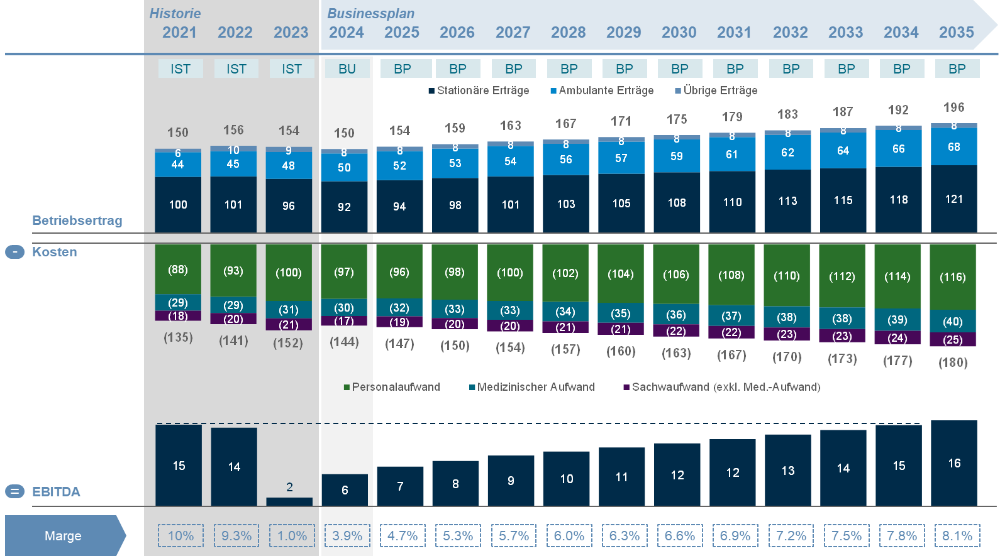 Historie Businessplan
2021 2022 2023 2024 2025 2026 2027 2028 2029 2030 2031 2032 2033 2034 2035
IST IST IST BU BP BP BP BP BP BP BP BP BP BP BP
Stationäre Erträge Ambulante Erträge Übrige Erträge
150 156 154 150 154 159 163 167 171 175 179 183 187 192 196
6 10 9 8 8 8 8 8 8 8 8 8 8 8 8
44 45 48 50 52 53 54 56 57 59 61 62 64 66 68
100 101 96 92 94 98 101 103 105 108 110 113 115 118 121
Betriebsertrag
- Kosten
(88) (93) (100) (97) (96) (98) (100) (102) (104) (106) (108) (110) (112) (114) (116)
(29) (29) (31) (30) (32) (33) (33) (34) (35) (36) (37) (38) (38) (39) (40)
(18) (20) (21) (17) (19) (20) (20) (21) (21) (22) (22) (23) (23) (24) (25)
(135) (141) (152) (144) (147) (150) (154) (157) (160) (163) (167) (170) (173) (177) (180)
Personalaufwand Medizinischer Aufwand Sachwaufwand (exkl. Med.-Aufwand)
15 14 2 6 7 8 9 10 11 12 12 13 14 15 16
= EBITDA
Marge 10% 9.3% 1.0% 3.9% 4.7% 5.3% 5.7% 6.0% 6.3% 6.6% 6.9% 7.2% 7.5% 7.8% 8.1%